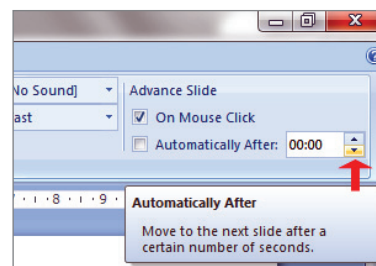 No Sound]
Advance Slide
ast
On Mouse Click
Automatically After: 00:00
8 9
Automatically After
Move to the next slide after a
certain number of seconds.